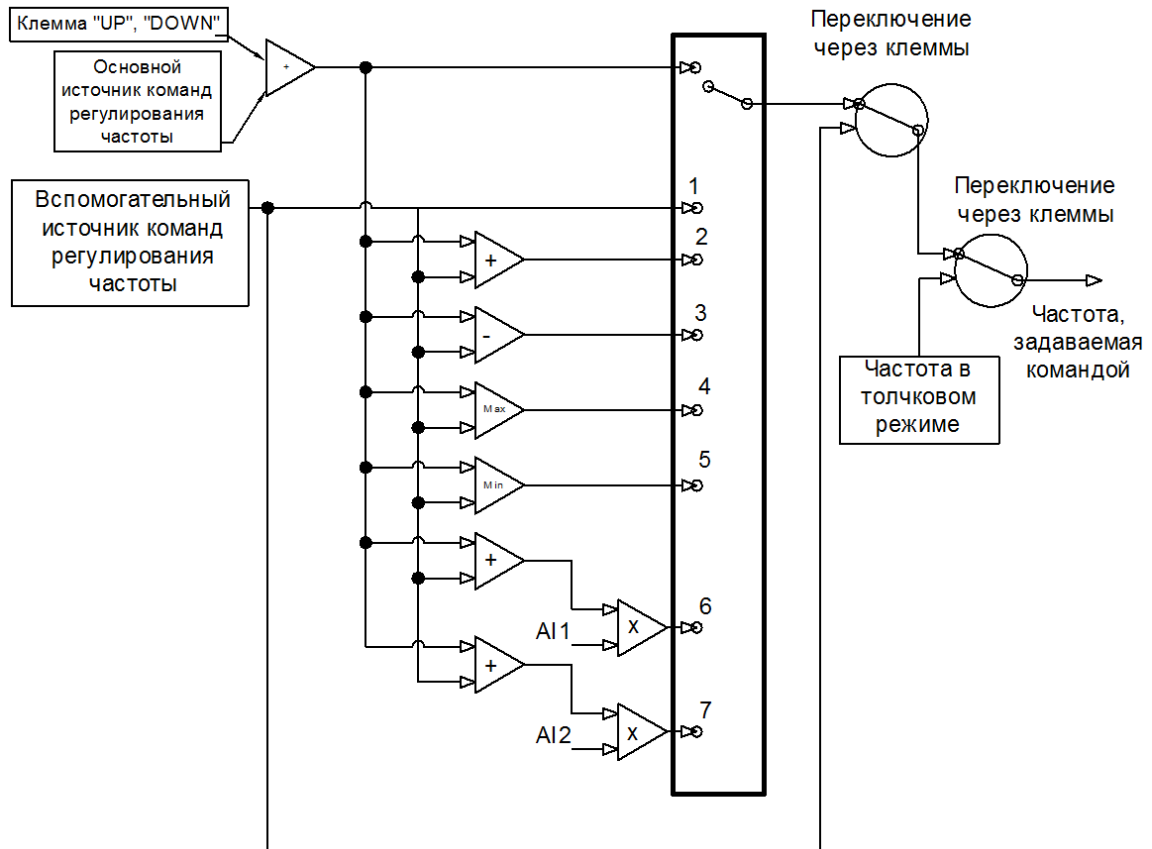 Клемма "UP", "DOWN"
+
Основной
источник команд
регулирования
частоты
Вспомогательный
источник команд
регулирования
частоты
1
2
+
3
-
4
Max
5
Min
+
6
AI1
X
+
7
AI2
X
Переключение
через клеммы
Переключение
через клеммы
Частота,
задаваемая
командой
Частота в
толчковом
режиме